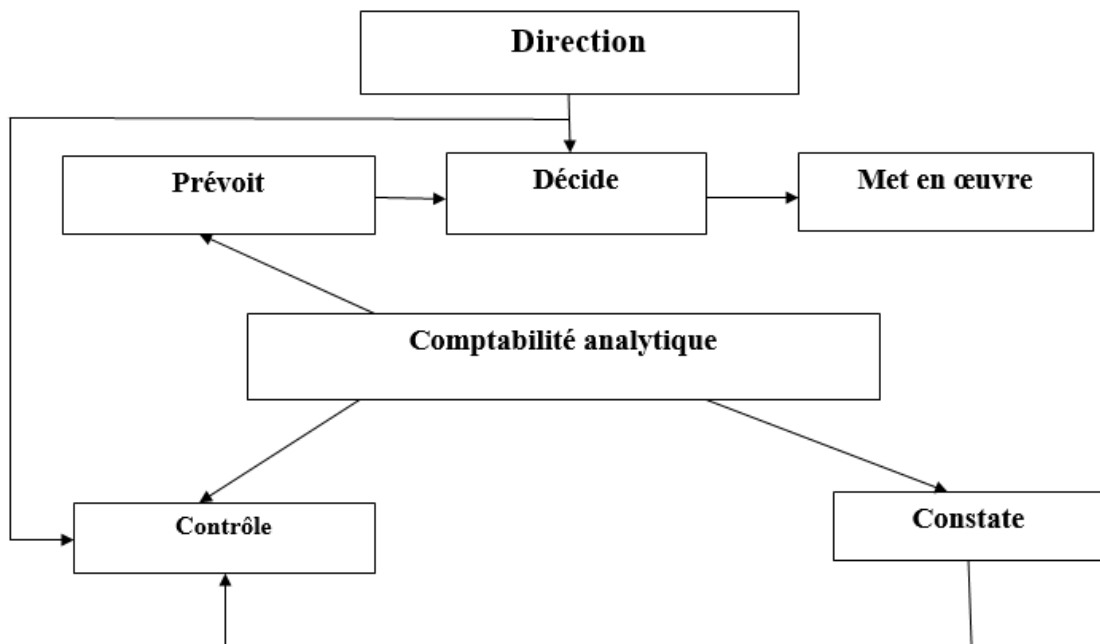 Direction
Prévoit
Décide
Met en œuvre
Comptabilité analytique
Contrôle
Constate